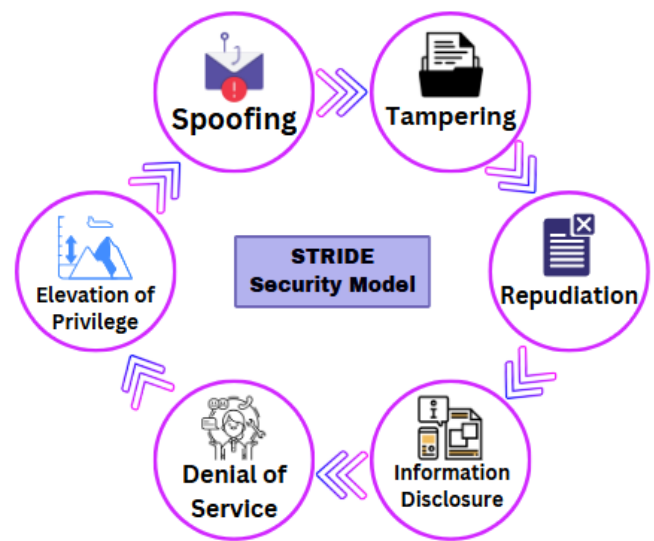 Spoofing
Tampering
Repudiation
Information
Disclosure
Denial of
Service
Elevation of
Privilege
STRIDE
Security Model